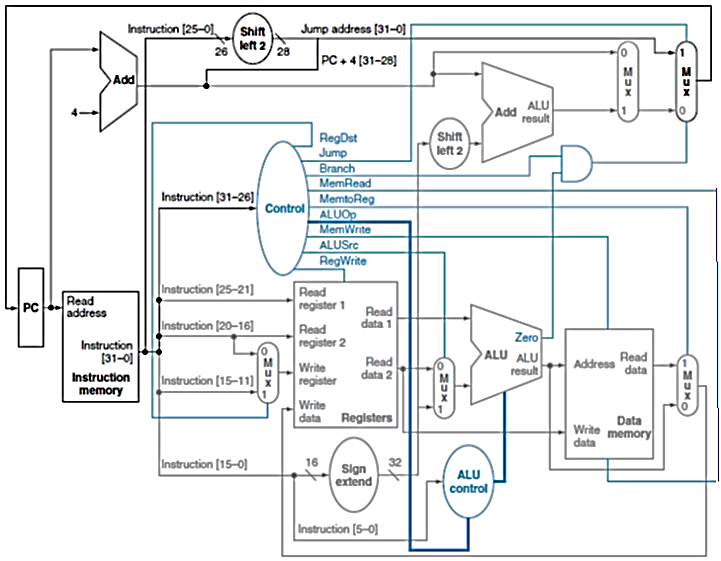 Instruction [25–0]
26
Shift
left 2
28
Jump address [31–0]
PC + 4 [31–28]
Add
4
0
M
u
x
1
1
M
u
x
0
Add
ALU
result
Shift
left 2
RegDst
Jump
Branch
MemRead
MemtoReg
ALUOp
MemWrite
ALUSrc
RegWrite
Control
Instruction [31–26]
PC
Read
address
Instruction
[31–0]
Instruction
memory
Instruction [25–21]
Instruction [20–16]
Instruction [15–11]
Instruction [15–0]
Instruction [5–0]
0
M
u
x
1
Read
register 1
Read
register 2
Write
register
Write
data
Read
data 1
Read
data 2
Registers
16
Sign
extend
32
0
M
u
x
1
Zero
ALU
ALU
result
ALU
control
Address
Read
data
Write
data
Data
memory
1
M
u
x
0